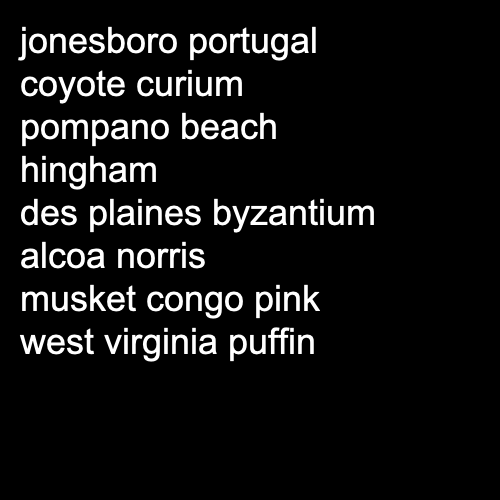 jonesboro portugal
coyote curium
pompano beach
hingham
des plaines byzantium
alcoa norris
musket congo pink
west virginia puffin